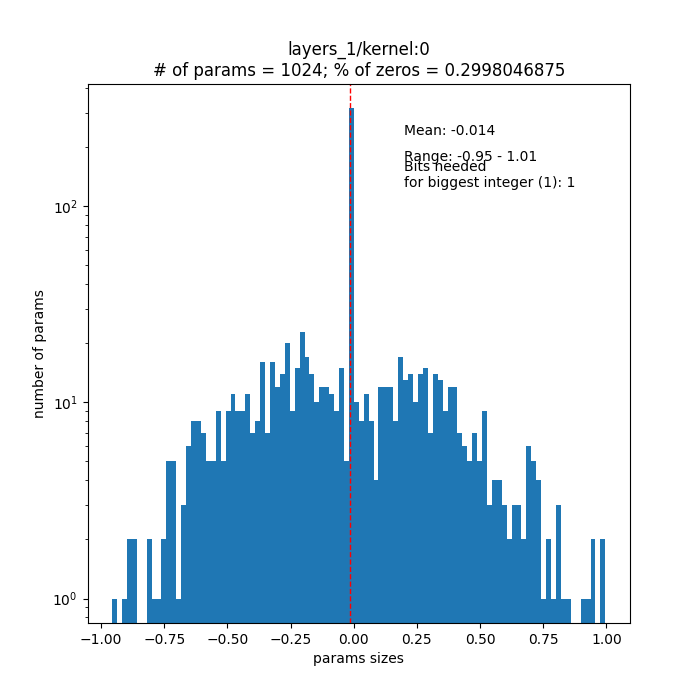 layers_1/kernel:0
# of params = 1024; % of zeros = 0.2998046875
Mean: -0.014
Range: -0.95 - 1.01
Bits needed
for biggest integer (1): 1
number of params
10²
10¹
10⁰
−1.00 −0.75 −0.50 −0.25 0.00 0.25 0.50 0.75 1.00
params sizes